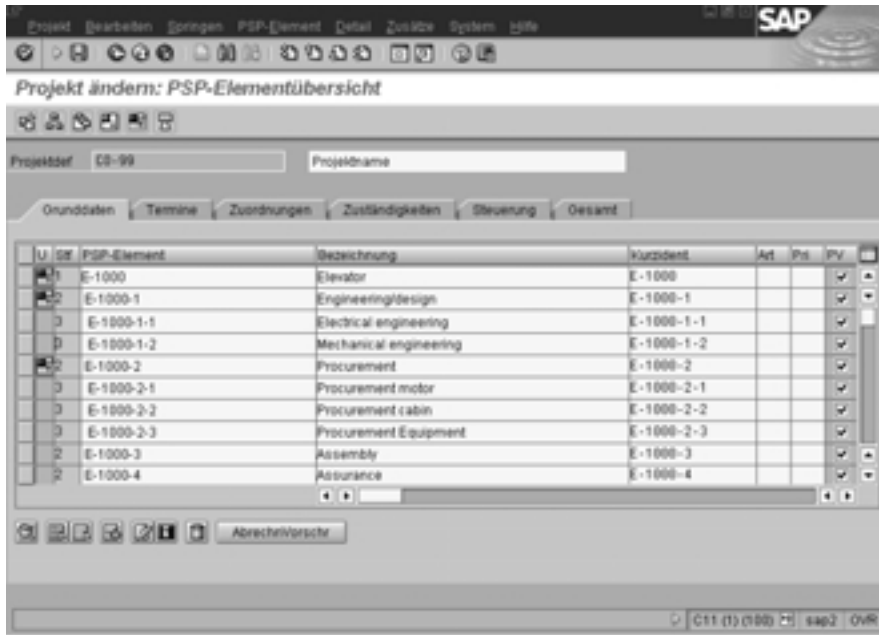 Projekt Bearbeiten Springen PSP-Element Detail Zusätze System Hilfe
SAP
Projekt ändern: PSP-Elementübersicht
Projektdef E0-99 Projektname
Grunddaten Termine Zuordnungen Zuständigkeiten Steuerung Gesamt
U Stf PSP-Element Bezeichnung Kurzident. Art Pri PV
1 E-1000 Elevator E-1000
2 E-1000-1 Engineering/design E-1000-1
3 E-1000-1-1 Electrical engineering E-1000-1-1
3 E-1000-1-2 Mechanical engineering E-1000-1-2
2 E-1000-2 Procurement E-1000-2
3 E-1000-2-1 Procurement motor E-1000-2-1
3 E-1000-2-2 Procurement cabin E-1000-2-2
3 E-1000-2-3 Procurement Equipment E-1000-2-3
2 E-1000-3 Assembly E-1000-3
2 E-1000-4 Assurance E-1000-4
AbrechnVorschr
C11 (1) (100) sap2 OVR